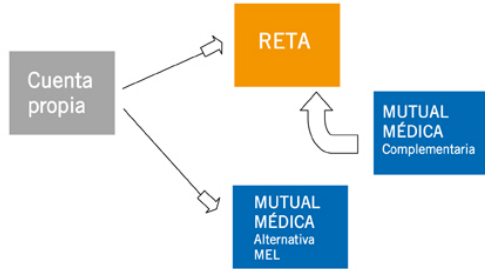 RETA
Cuenta
propia
MUTUAL
MÉDICA
Complementaria
MUTUAL
MÉDICA
Alternativa
MEL